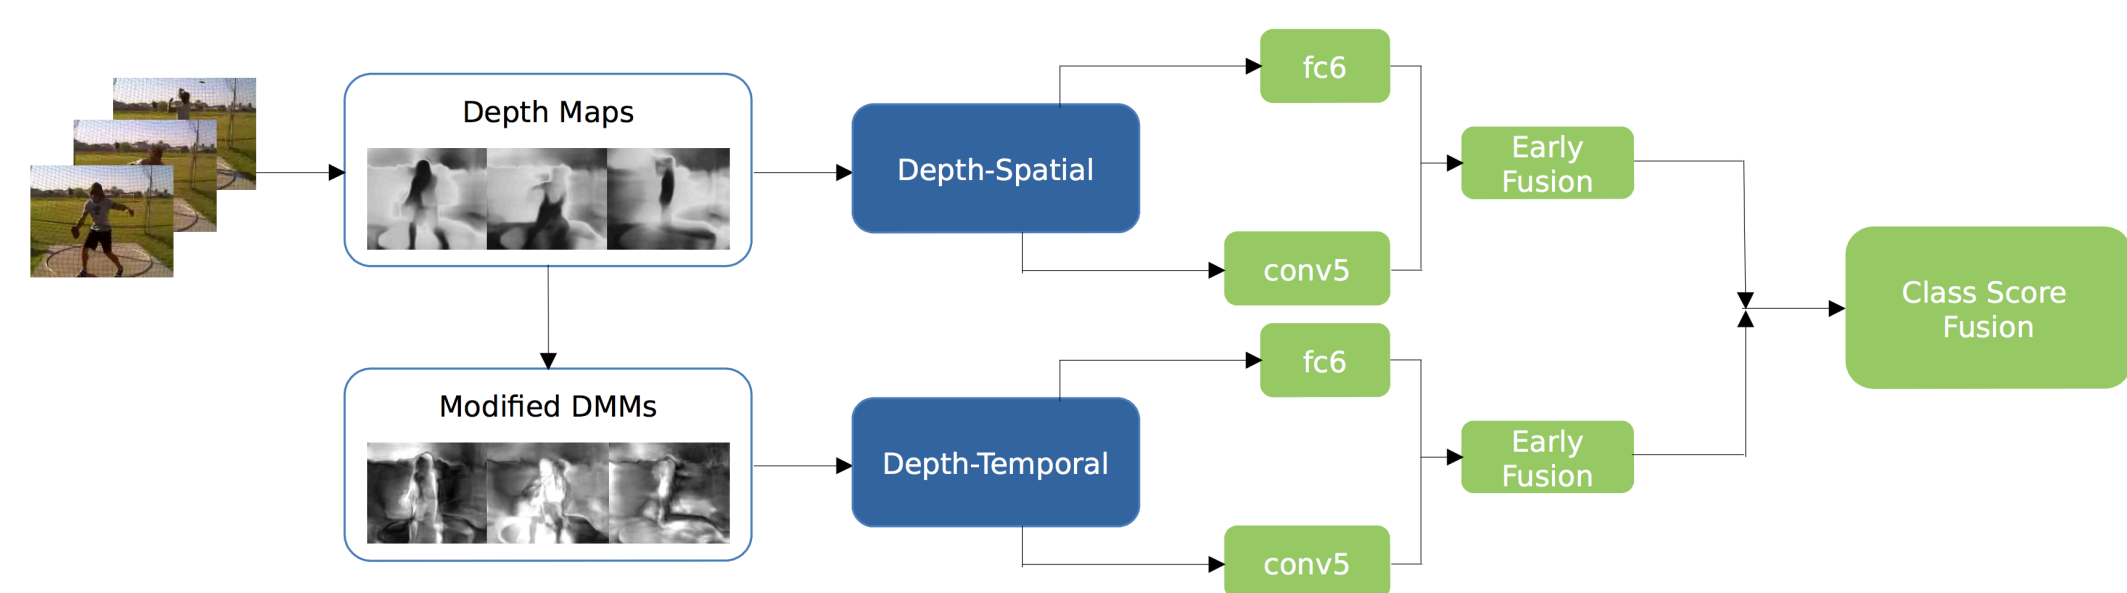 Depth Maps
Depth-Spatial
fc6
conv5
Early
Fusion
Modified DMMs
Depth-Temporal
fc6
conv5
Early
Fusion
Class Score
Fusion